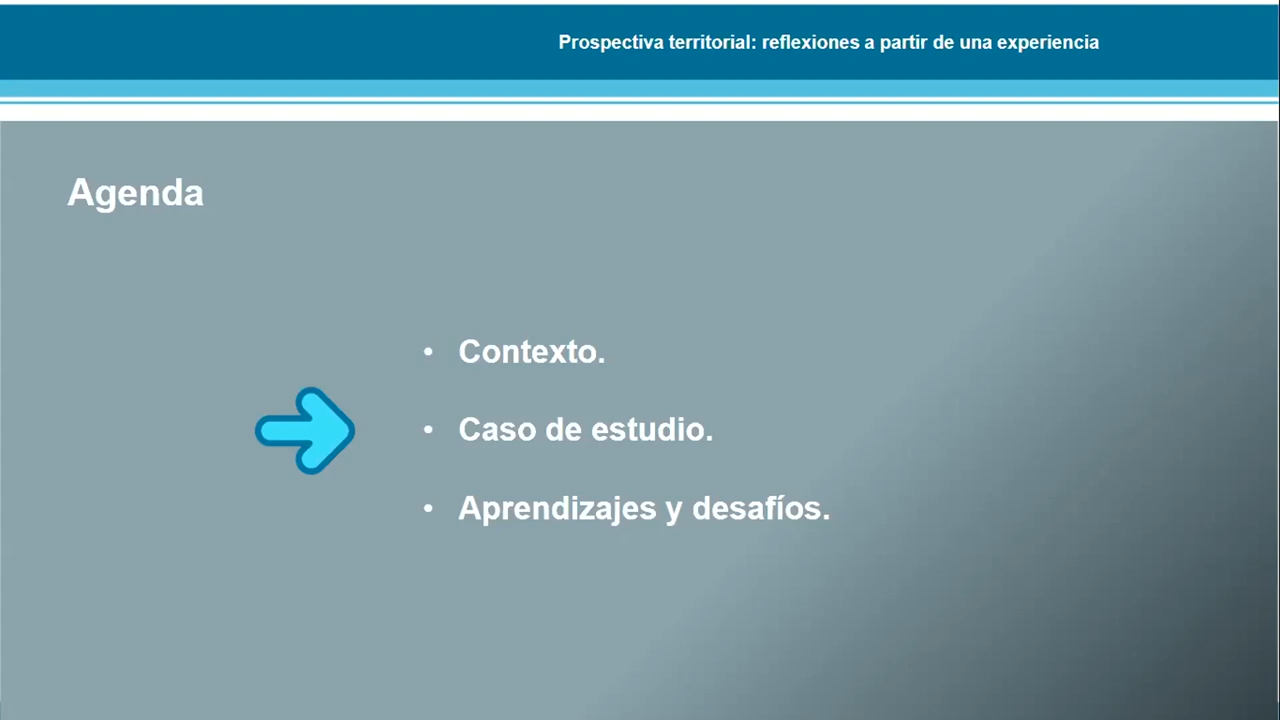 Prospectiva territorial: reflexiones a partir de una experiencia
Agenda
• Contexto.
• Caso de estudio.
• Aprendizajes y desafíos.